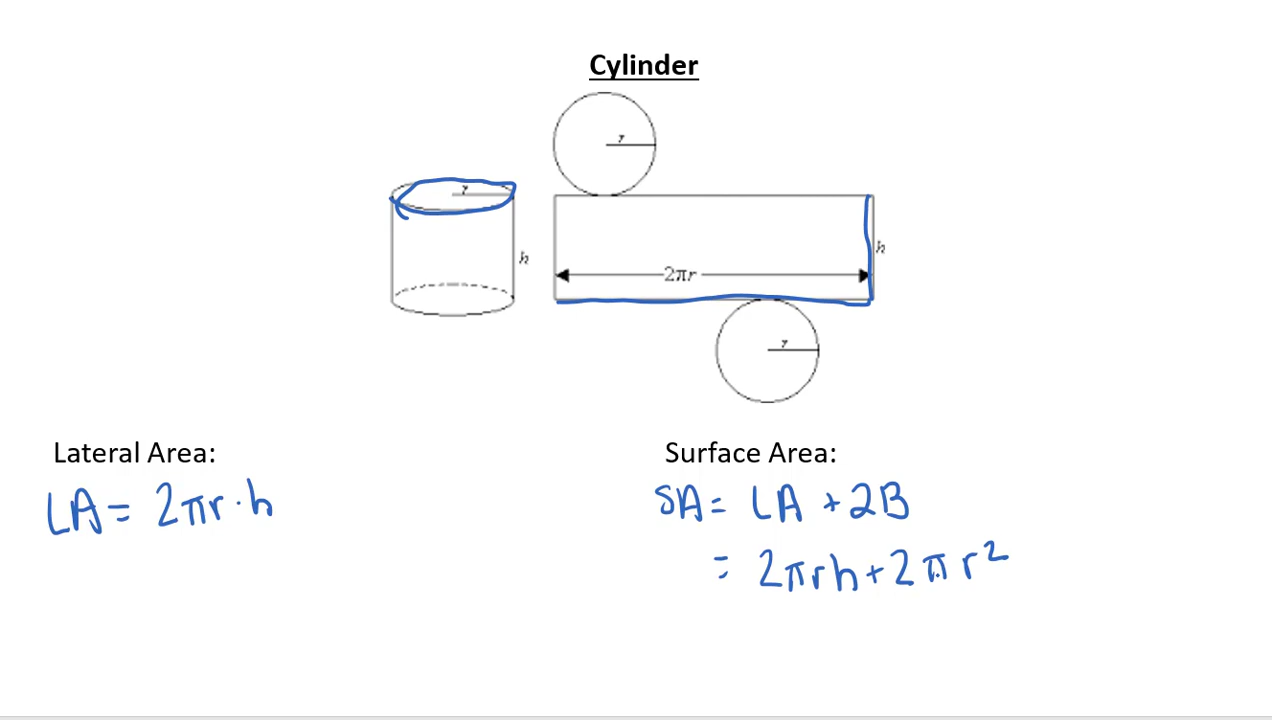 Cylinder
r
r
h
h
2πr
r
Lateral Area:
LA = 2πr · h
Surface Area:
SA = LA + 2B
= 2πrh + 2πr²